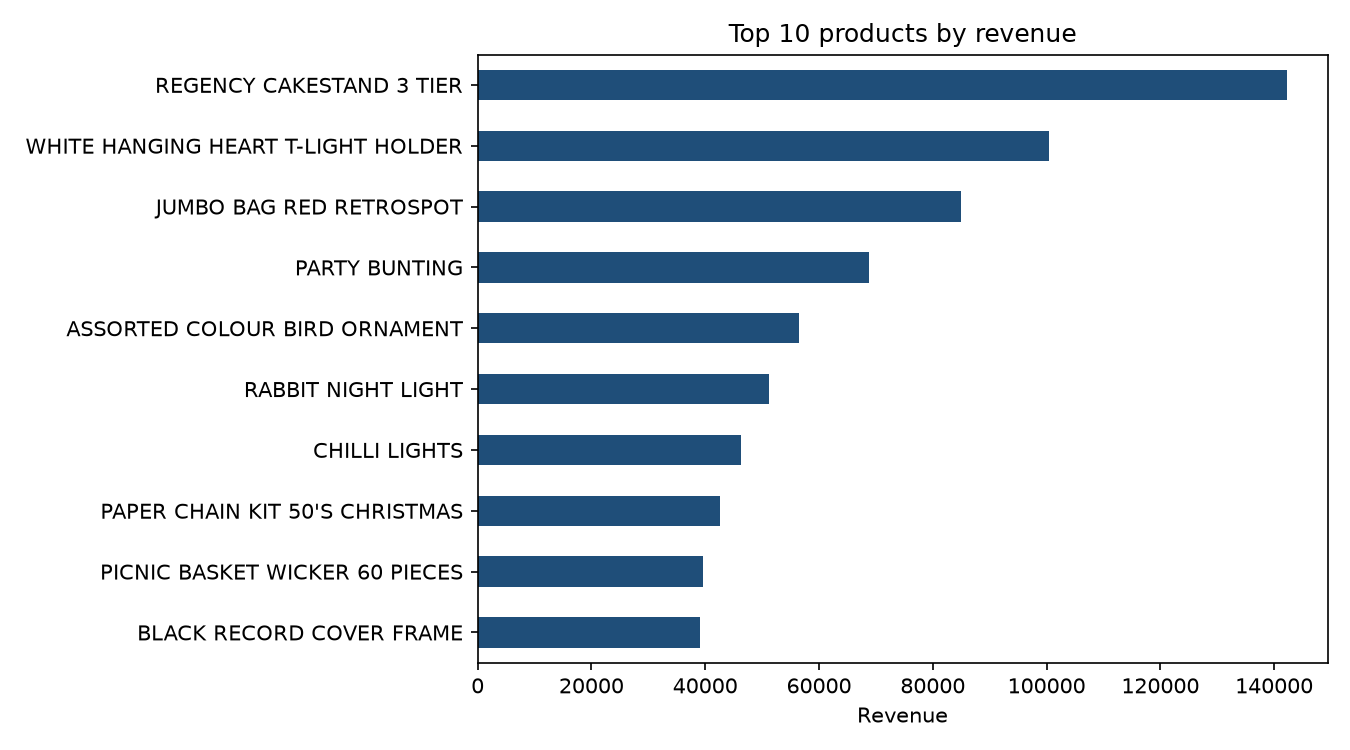 Top 10 products by revenue
REGENCY CAKESTAND 3 TIER
WHITE HANGING HEART T-LIGHT HOLDER
JUMBO BAG RED RETROSPOT
PARTY BUNTING
ASSORTED COLOUR BIRD ORNAMENT
RABBIT NIGHT LIGHT
CHILLI LIGHTS
PAPER CHAIN KIT 50'S CHRISTMAS
PICNIC BASKET WICKER 60 PIECES
BLACK RECORD COVER FRAME
0 20000 40000 60000 80000 100000 120000 140000
Revenue